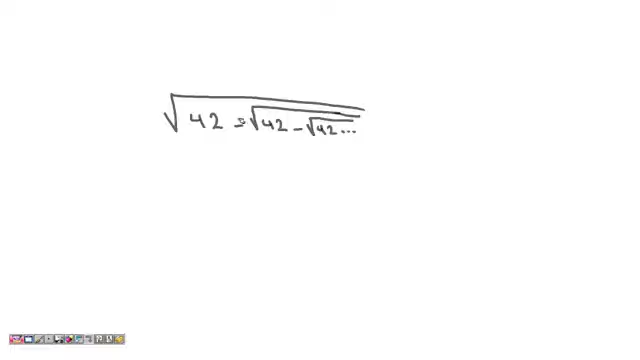 √42 - √42 - √42 ...